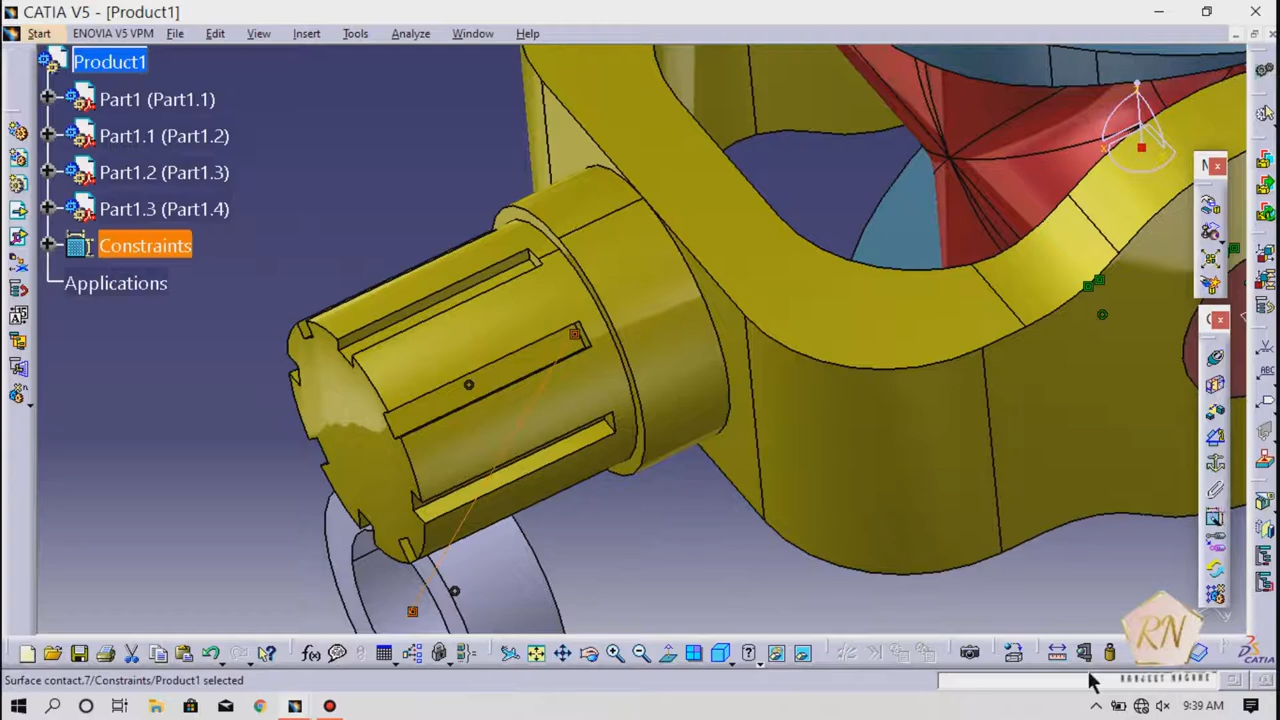 CATIA V5 - [Product1]
Start ENOVIA V5 VPM File Edit View Insert Tools Analyze Window Help
Product1
Part1 (Part1.1)
Part1.1 (Part1.2)
Part1.2 (Part1.3)
Part1.3 (Part1.4)
Constraints
Applications
RN
CATIA
Surface contact.7/Constraints/Product1 selected
9:39 AM